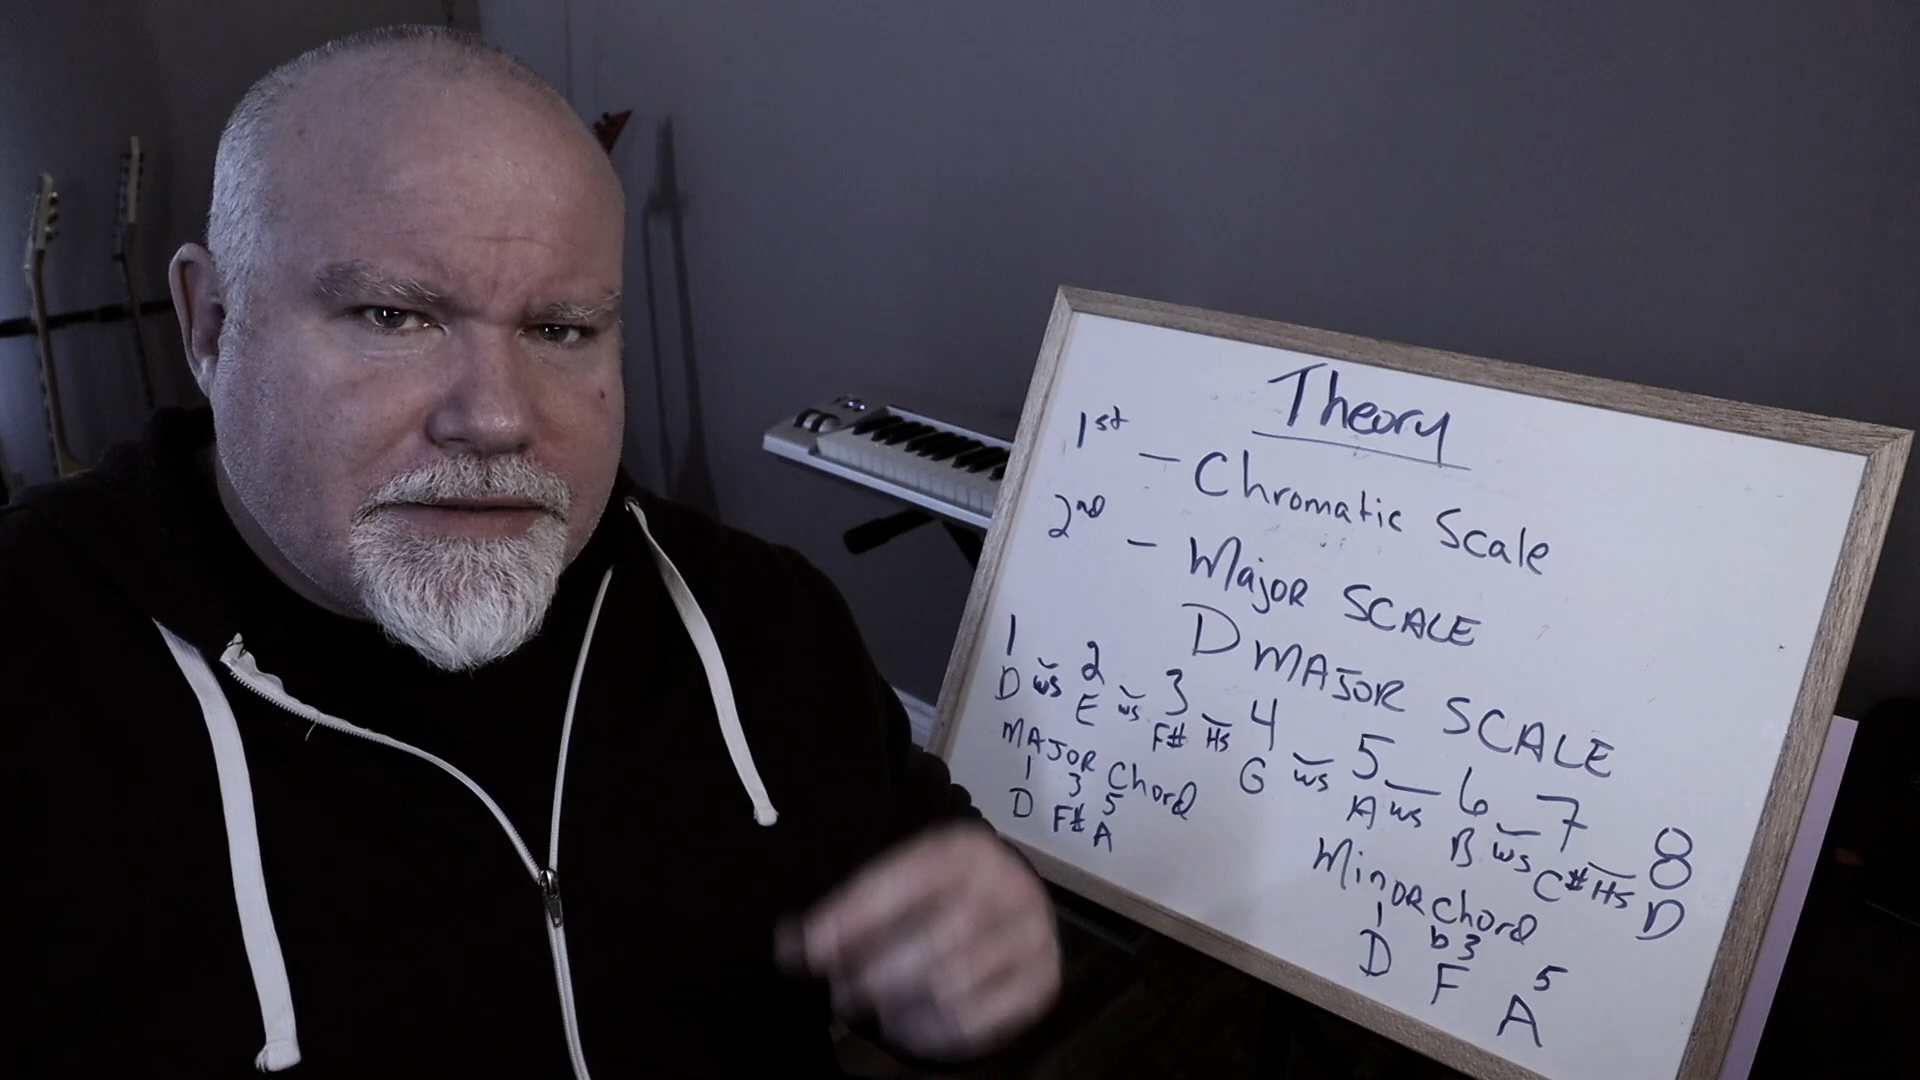 Theory
1st - Chromatic Scale
2nd - Major SCALE
D MAJOR SCALE
1 2 3 4 5 6 7 8
D ws E ws F# Hs G ws A ws B ws C# Hs D
MAJOR Chord
1 3 5
D F# A
MinOR Chord
1 b3 5
D F A